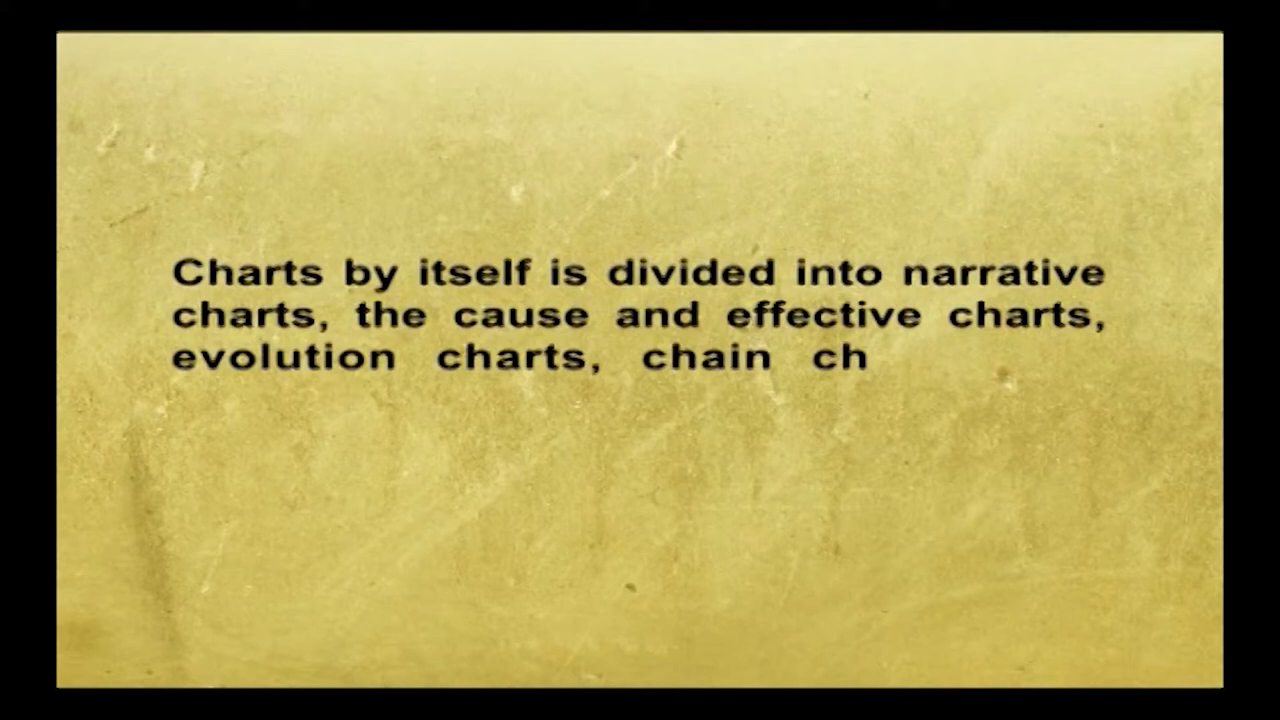 Charts by itself is divided into narrative
charts, the cause and effective charts,
evolution charts, chain ch